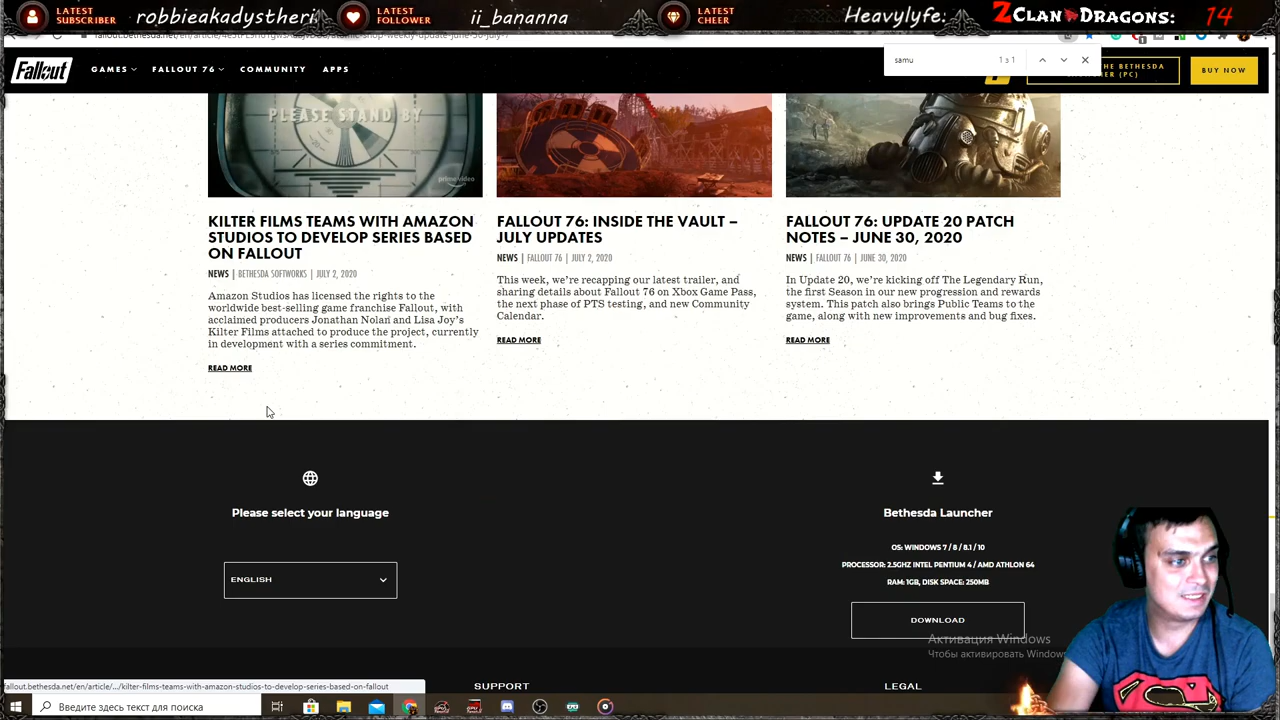 LATEST
SUBSCRIBER
robbieakadystheri
LATEST
FOLLOWER
ii_bananna
LATEST
CHEER
Heavylyfe:
ZClan Dragons: 14
samu
1 з 1
Fallout
GAMES
FALLOUT 76
COMMUNITY
APPS
HE BETHESDA
(PC)
BUY NOW
PLEASE STAND BY
prime video
KILTER FILMS TEAMS WITH AMAZON
STUDIOS TO DEVELOP SERIES BASED
ON FALLOUT
NEWS | BETHESDA SOFTWORKS | JULY 2, 2020
Amazon Studios has licensed the rights to the
worldwide best-selling game franchise Fallout, with
acclaimed producers Jonathan Nolan and Lisa Joy's
Kilter Films attached to produce the project, currently
in development with a series commitment.
READ MORE
FALLOUT 76: INSIDE THE VAULT –
JULY UPDATES
NEWS | FALLOUT 76 | JULY 2, 2020
This week, we're recapping our latest trailer, and
sharing details about Fallout 76 on Xbox Game Pass,
the next phase of PTS testing, and new Community
Calendar.
READ MORE
FALLOUT 76: UPDATE 20 PATCH
NOTES – JUNE 30, 2020
NEWS | FALLOUT 76 | JUNE 30, 2020
In Update 20, we're kicking off The Legendary Run,
the first Season in our new progression and rewards
system. This patch also brings Public Teams to the
game, along with new improvements and bug fixes.
READ MORE
Please select your language
ENGLISH
Bethesda Launcher
OS: WINDOWS 7 / 8 / 8.1 / 10
PROCESSOR: 2.5GHZ INTEL PENTIUM 4 / AMD ATHLON 64
RAM: 1GB, DISK SPACE: 250MB
DOWNLOAD
Активация Windows
Чтобы активировать Windows
fallout.bethesda.net/en/article/.../kilter-films-teams-with-amazon-studios-to-develop-series-based-on-fallout
SUPPORT
LEGAL
Введите здесь текст для поиска